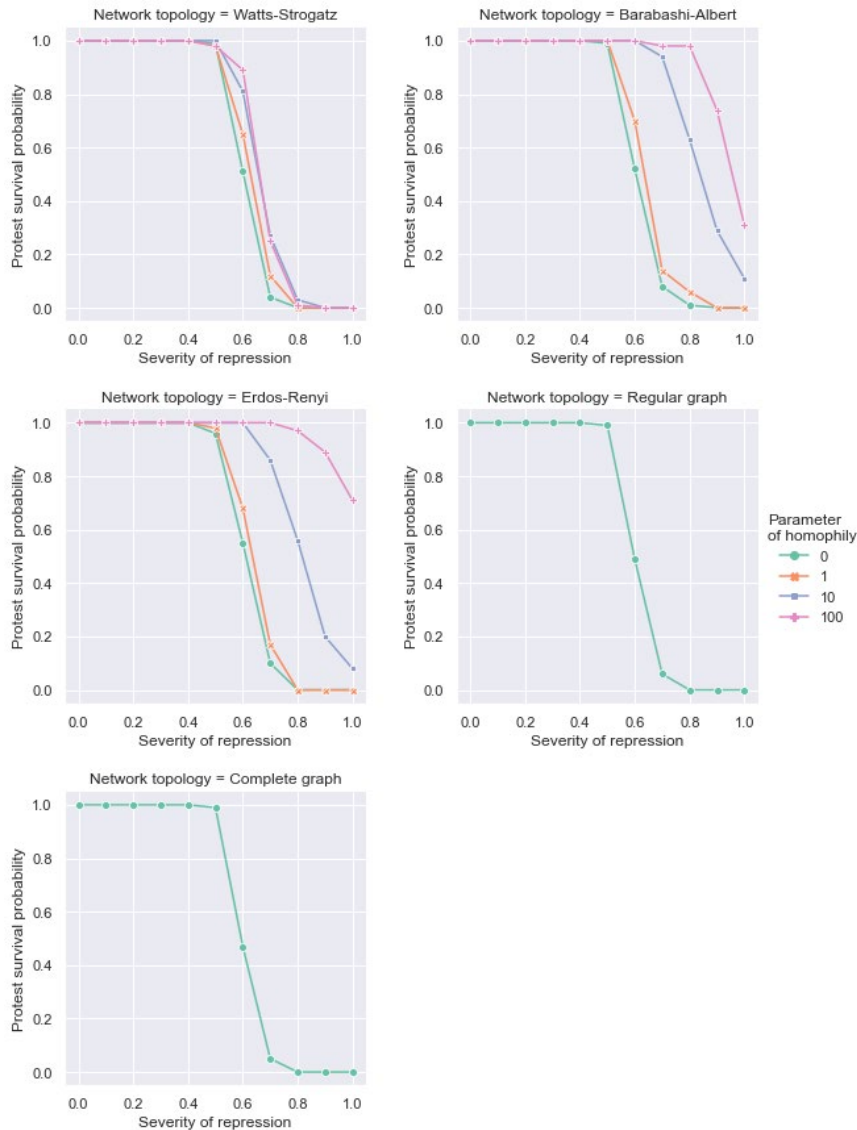 Network topology = Watts-Strogatz
Protest survival probability
1.0
0.8
0.6
0.4
0.2
0.0
0.0 0.2 0.4 0.6 0.8 1.0
Severity of repression
Network topology = Barabashi-Albert
Protest survival probability
1.0
0.8
0.6
0.4
0.2
0.0
0.0 0.2 0.4 0.6 0.8 1.0
Severity of repression
Network topology = Erdos-Renyi
Protest survival probability
1.0
0.8
0.6
0.4
0.2
0.0
0.0 0.2 0.4 0.6 0.8 1.0
Severity of repression
Network topology = Regular graph
Protest survival probability
1.0
0.8
0.6
0.4
0.2
0.0
0.0 0.2 0.4 0.6 0.8 1.0
Severity of repression
Parameter
of homophily
0
1
10
100
Network topology = Complete graph
Protest survival probability
1.0
0.8
0.6
0.4
0.2
0.0
0.0 0.2 0.4 0.6 0.8 1.0
Severity of repression